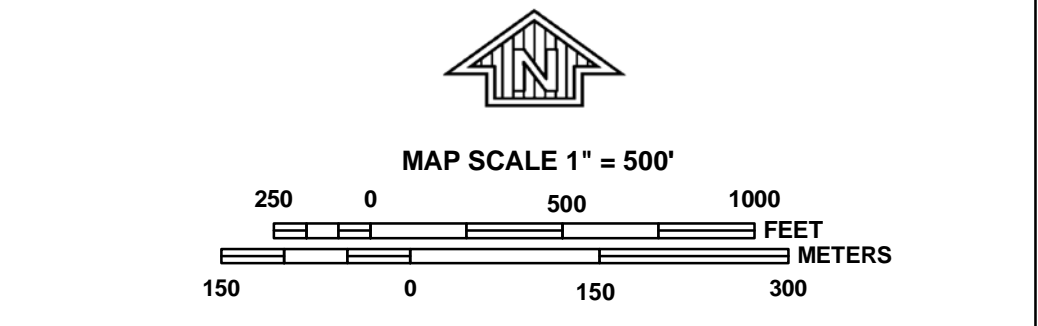 N
MAP SCALE 1" = 500'
250 0 500 1000
FEET
METERS
150 0 150 300